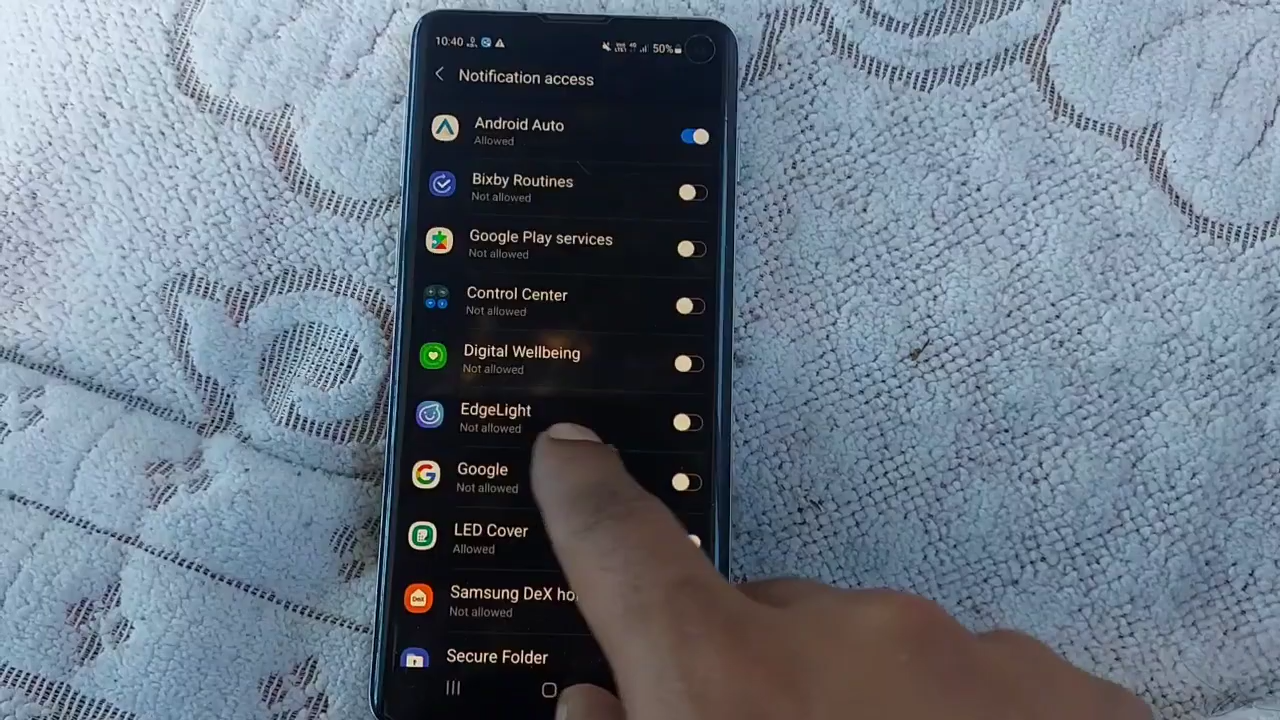 10:40
50%
Notification access
Android Auto
Allowed
Bixby Routines
Not allowed
Google Play services
Not allowed
Control Center
Not allowed
Digital Wellbeing
Not allowed
EdgeLight
Not allowed
Google
Not allowed
LED Cover
Allowed
Samsung DeX ho
Not allowed
Secure Folder